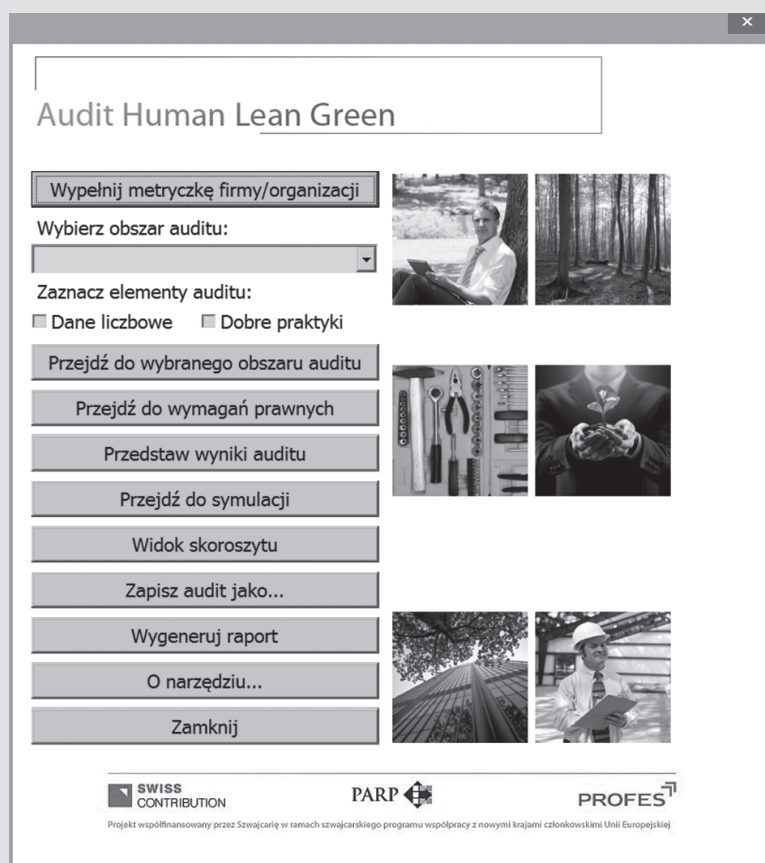 Audit Human Lean Green
Wypełnij metryczkę firmy/organizacji
Wybierz obszar auditu:
Zaznacz elementy auditu:
Dane liczbowe Dobre praktyki
Przejdź do wybranego obszaru auditu
Przejdź do wymagań prawnych
Przedstaw wyniki auditu
Przejdź do symulacji
Widok skoroszytu
Zapisz audit jako...
Wygeneruj raport
O narzędziu...
Zamknij
SWISS
CONTRIBUTION
PARP
PROFES
Projekt współfinansowany przez Szwajcarię w ramach szwajcarskiego programu współpracy z nowymi krajami członkowskimi Unii Europejskiej